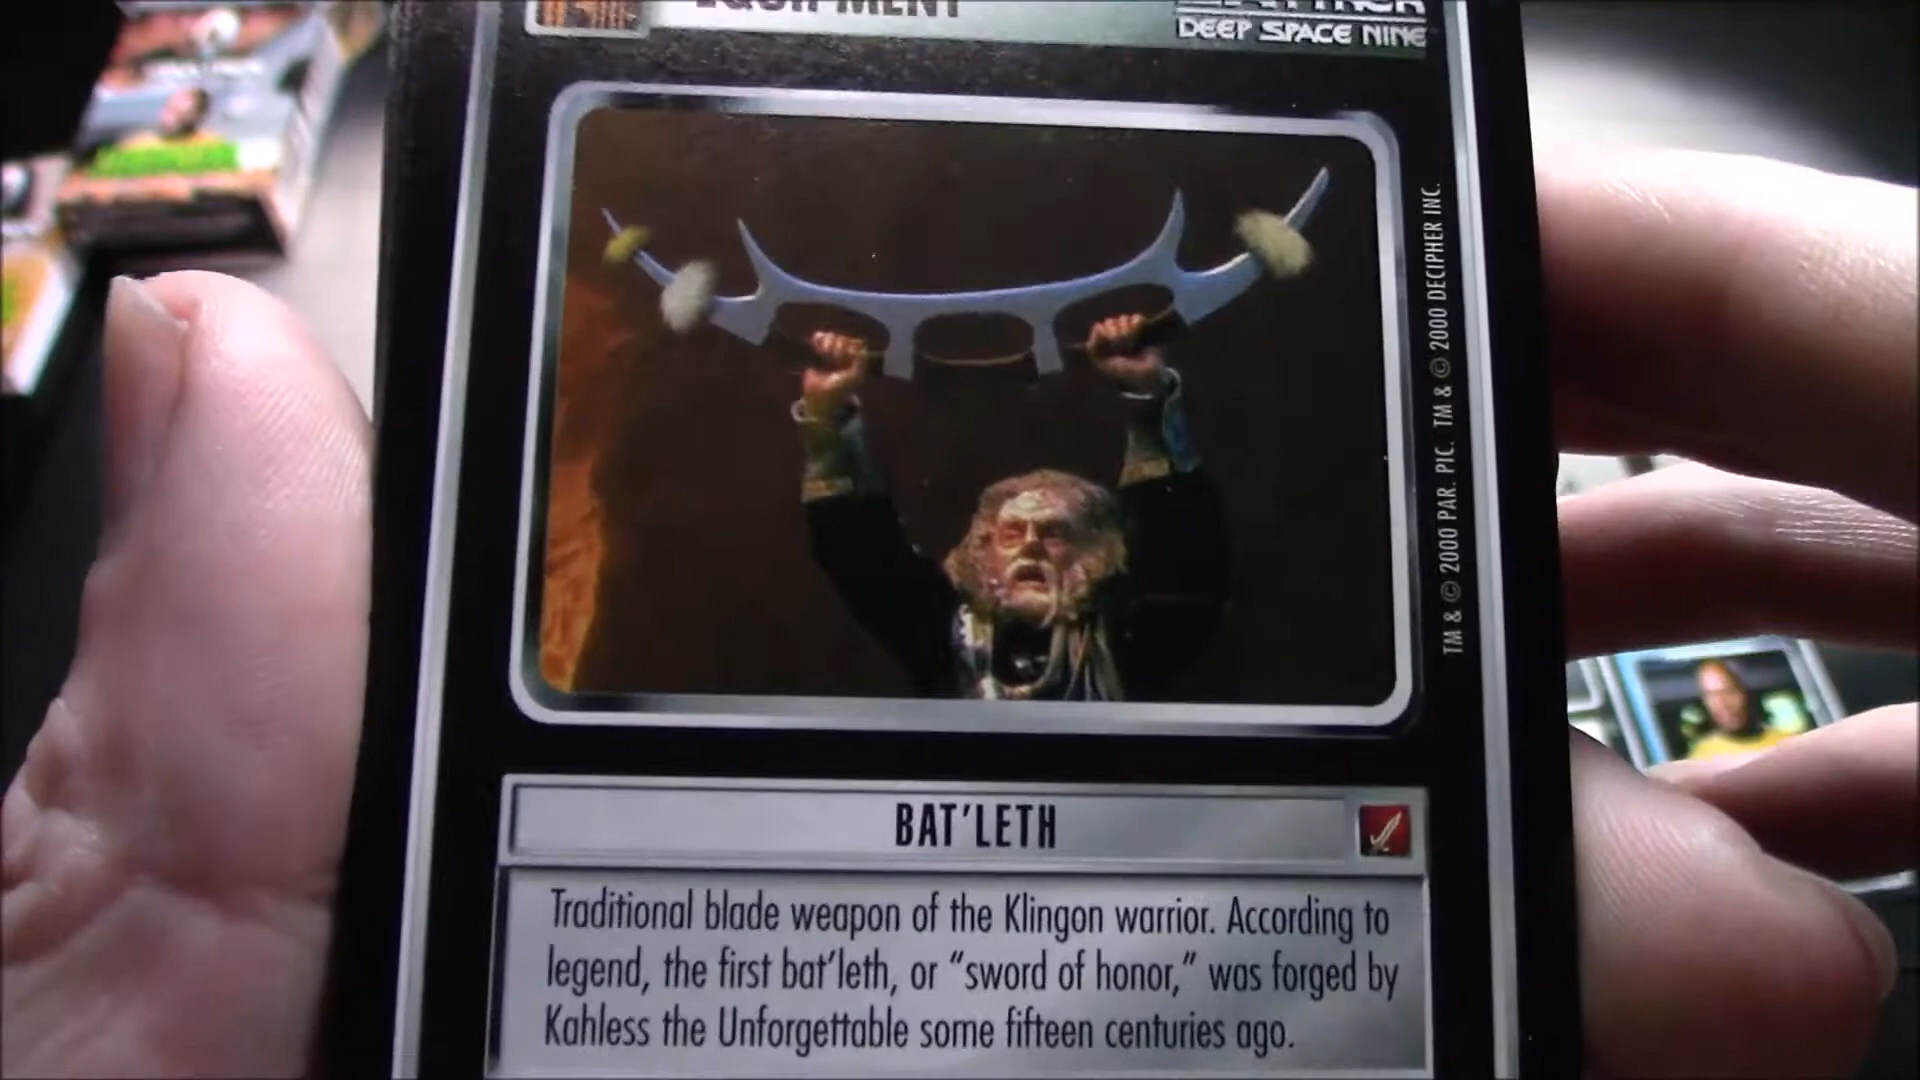 EQUIPMENT
DEEP SPACE NINE
TM & © 2000 PAR. PIC. TM & © 2000 DECIPHER INC.
BAT'LETH
Traditional blade weapon of the Klingon warrior. According to
legend, the first bat'leth, or “sword of honor,” was forged by
Kahless the Unforgettable some fifteen centuries ago.